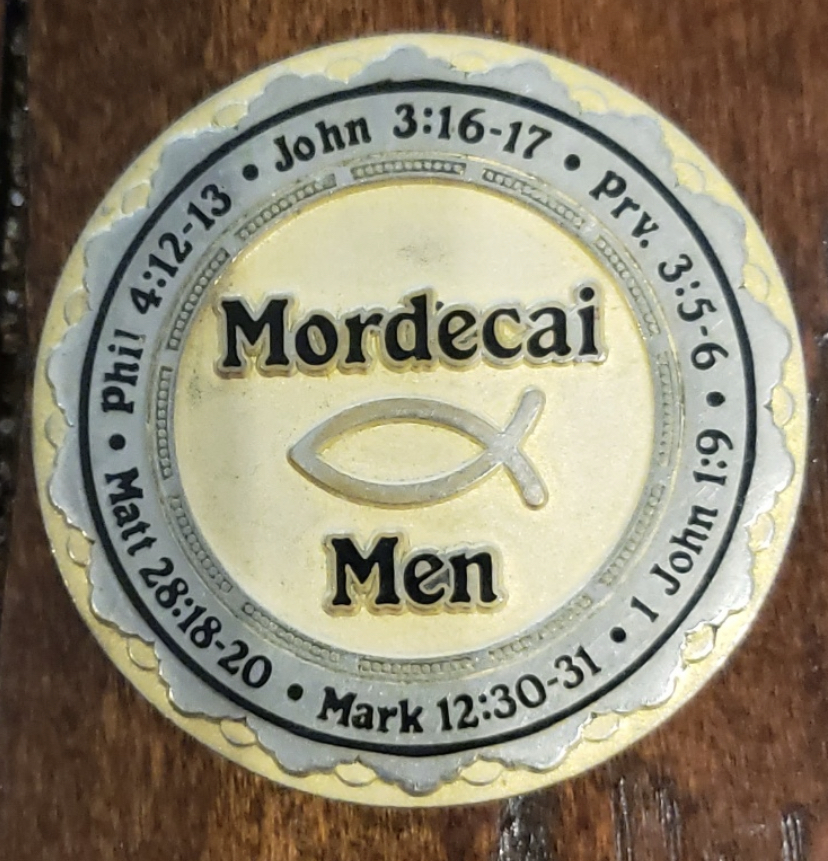 Mordecai
Men
John 3:16-17 • Prv. 3:5-6 • 1 John 1:9 • Mark 12:30-31 • Matt 28:18-20 • Phil 4:12-13 •